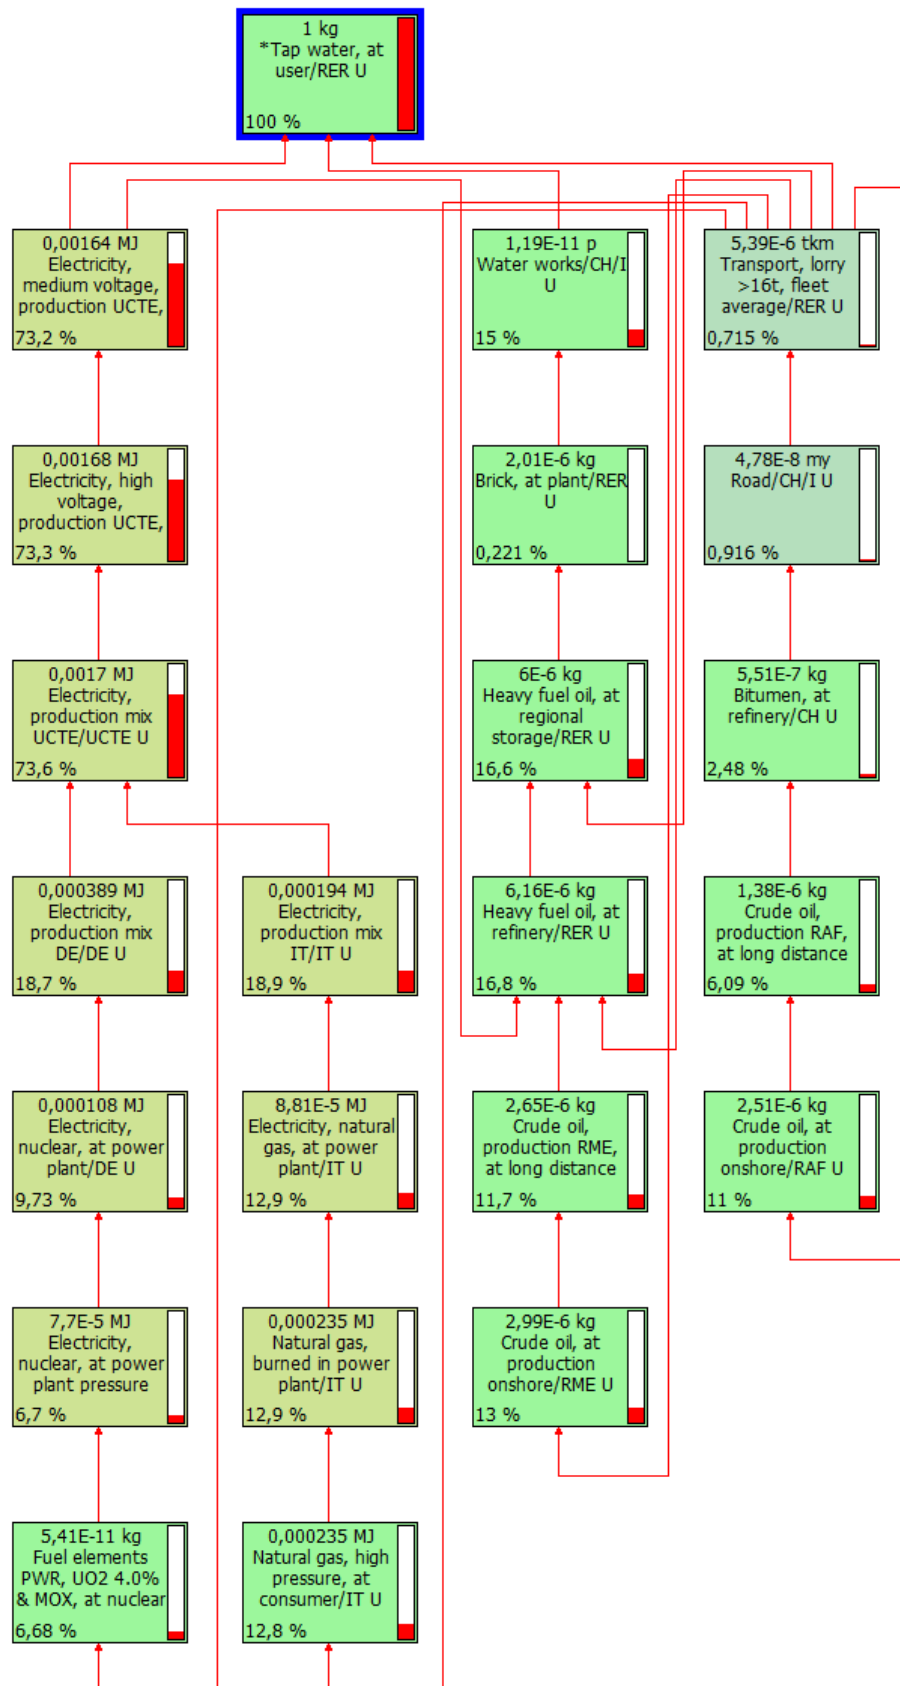 1 kg
*Tap water, at
user/RER U
100 %
0,00164 MJ
Electricity,
medium voltage,
production UCTE,
73,2 %
1,19E-11 p
Water works/CH/I
U
15 %
5,39E-6 tkm
Transport, lorry
>16t, fleet
average/RER U
0,715 %
0,00168 MJ
Electricity, high
voltage,
production UCTE,
73,3 %
2,01E-6 kg
Brick, at plant/RER
U
0,221 %
4,78E-8 my
Road/CH/I U
0,916 %
0,0017 MJ
Electricity,
production mix
UCTE/UCTE U
73,6 %
6E-6 kg
Heavy fuel oil, at
regional
storage/RER U
16,6 %
5,51E-7 kg
Bitumen, at
refinery/CH U
2,48 %
0,000389 MJ
Electricity,
production mix
DE/DE U
18,7 %
0,000194 MJ
Electricity,
production mix
IT/IT U
18,9 %
6,16E-6 kg
Heavy fuel oil, at
refinery/RER U
16,8 %
1,38E-6 kg
Crude oil,
production RAF,
at long distance
6,09 %
0,000108 MJ
Electricity,
nuclear, at power
plant/DE U
9,73 %
8,81E-5 MJ
Electricity, natural
gas, at power
plant/IT U
12,9 %
2,65E-6 kg
Crude oil,
production RME,
at long distance
11,7 %
2,51E-6 kg
Crude oil, at
production
onshore/RAF U
11 %
7,7E-5 MJ
Electricity,
nuclear, at power
plant pressure
6,7 %
0,000235 MJ
Natural gas,
burned in power
plant/IT U
12,9 %
2,99E-6 kg
Crude oil, at
production
onshore/RME U
13 %
5,41E-11 kg
Fuel elements
PWR, UO2 4.0%
& MOX, at nuclear
6,68 %
0,000235 MJ
Natural gas, high
pressure, at
consumer/IT U
12,8 %